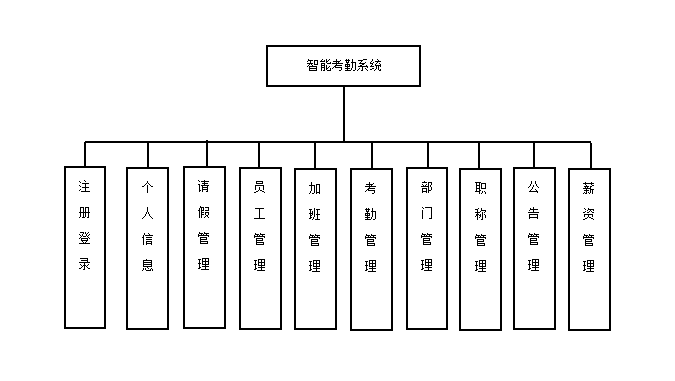 智能考勤系统
注册登录
个人信息
请假管理
员工管理
加班管理
考勤管理
部门管理
职称管理
公告管理
薪资管理